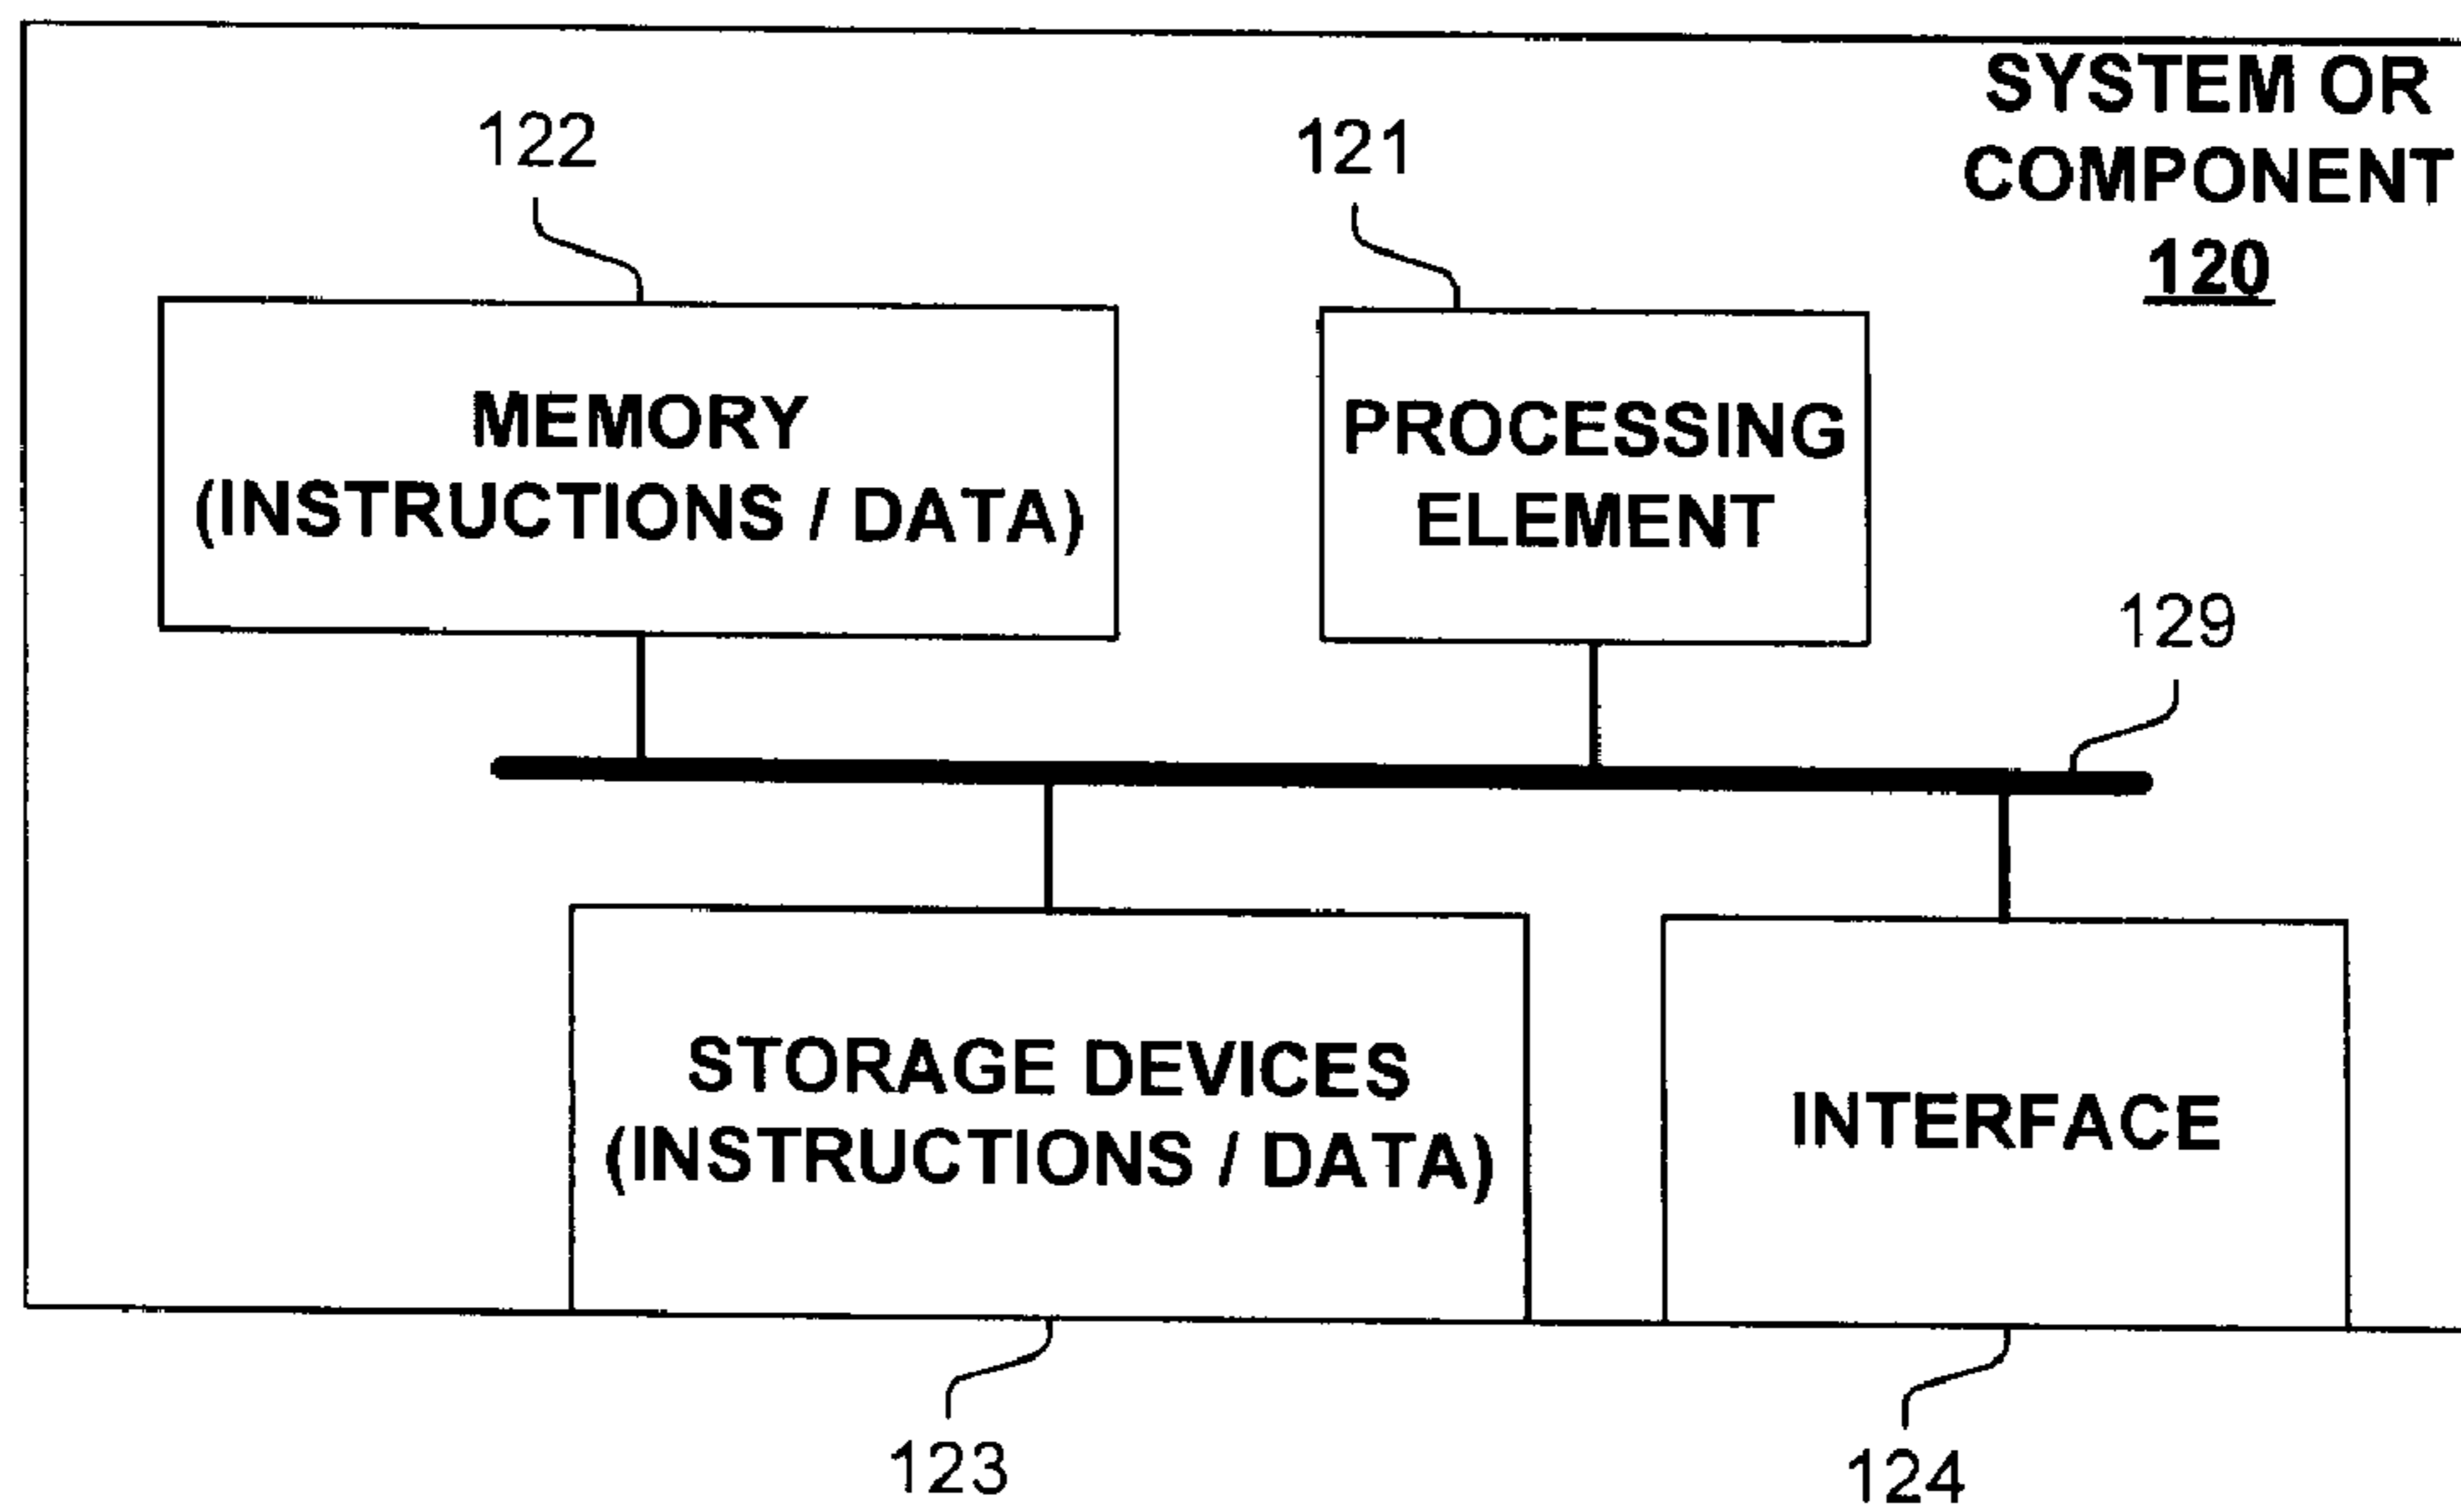 SYSTEM OR
COMPONENT
120
122
121
MEMORY
(INSTRUCTIONS / DATA)
PROCESSING
ELEMENT
129
STORAGE DEVICES
(INSTRUCTIONS / DATA)
INTERFACE
123
124